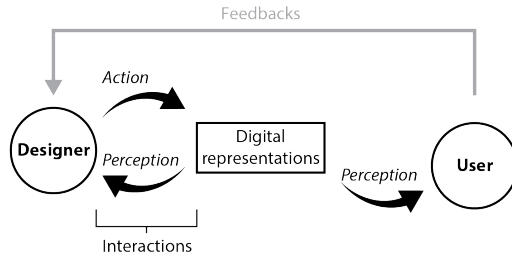 Feedbacks
Action
Designer
Perception
Digital
representations
Perception
User
Interactions